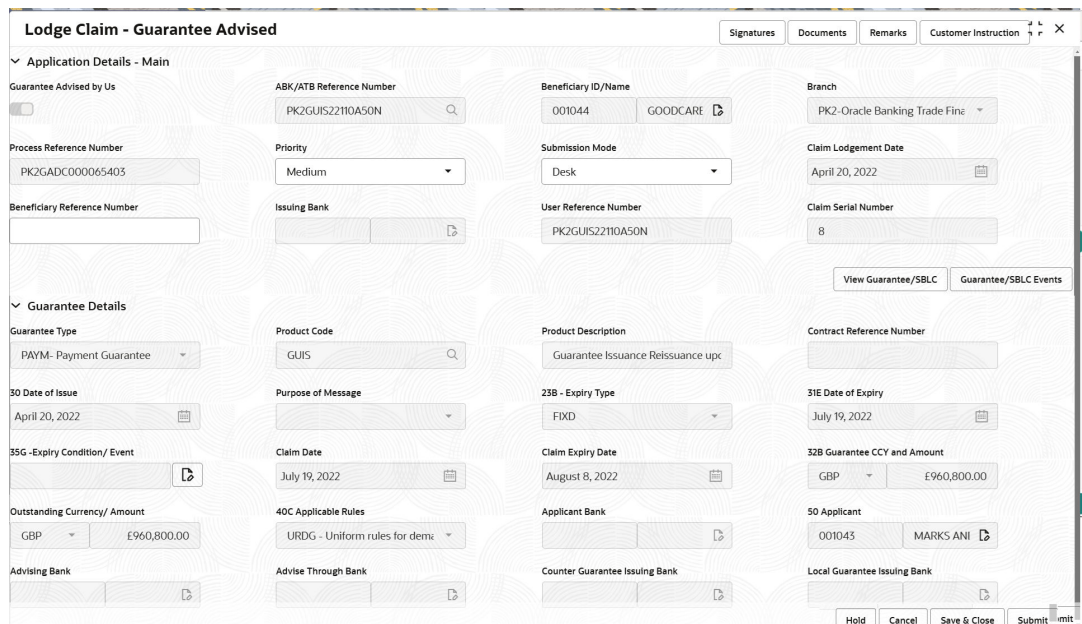 Lodge Claim - Guarantee Advised
Signatures Documents Remarks Customer Instruction
Application Details - Main
Guarantee Advised by Us ABK/ATB Reference Number Beneficiary ID/Name Branch
PK2GUIS22110A50N 001044 GOODCARE PK2-Oracle Banking Trade Fina
Process Reference Number Priority Submission Mode Claim Lodgement Date
PK2GADC000065403 Medium Desk April 20, 2022
Beneficiary Reference Number Issuing Bank User Reference Number Claim Serial Number
PK2GUIS22110A50N 8
View Guarantee/SBLC Guarantee/SBLC Events
Guarantee Details
Guarantee Type Product Code Product Description Contract Reference Number
PAYM- Payment Guarantee GUIS Guarantee Issuance Reissuance upc
30 Date of Issue Purpose of Message 23B - Expiry Type 31E Date of Expiry
April 20, 2022 FIXD July 19, 2022
35G -Expiry Condition/ Event Claim Date Claim Expiry Date 32B Guarantee CCY and Amount
July 19, 2022 August 8, 2022 GBP £960,800.00
Outstanding Currency/ Amount 40C Applicable Rules Applicant Bank 50 Applicant
GBP £960,800.00 URDG - Uniform rules for dema 001043 MARKS ANI
Advising Bank Advise Through Bank Counter Guarantee Issuing Bank Local Guarantee Issuing Bank
Hold Cancel Save & Close Submit mit